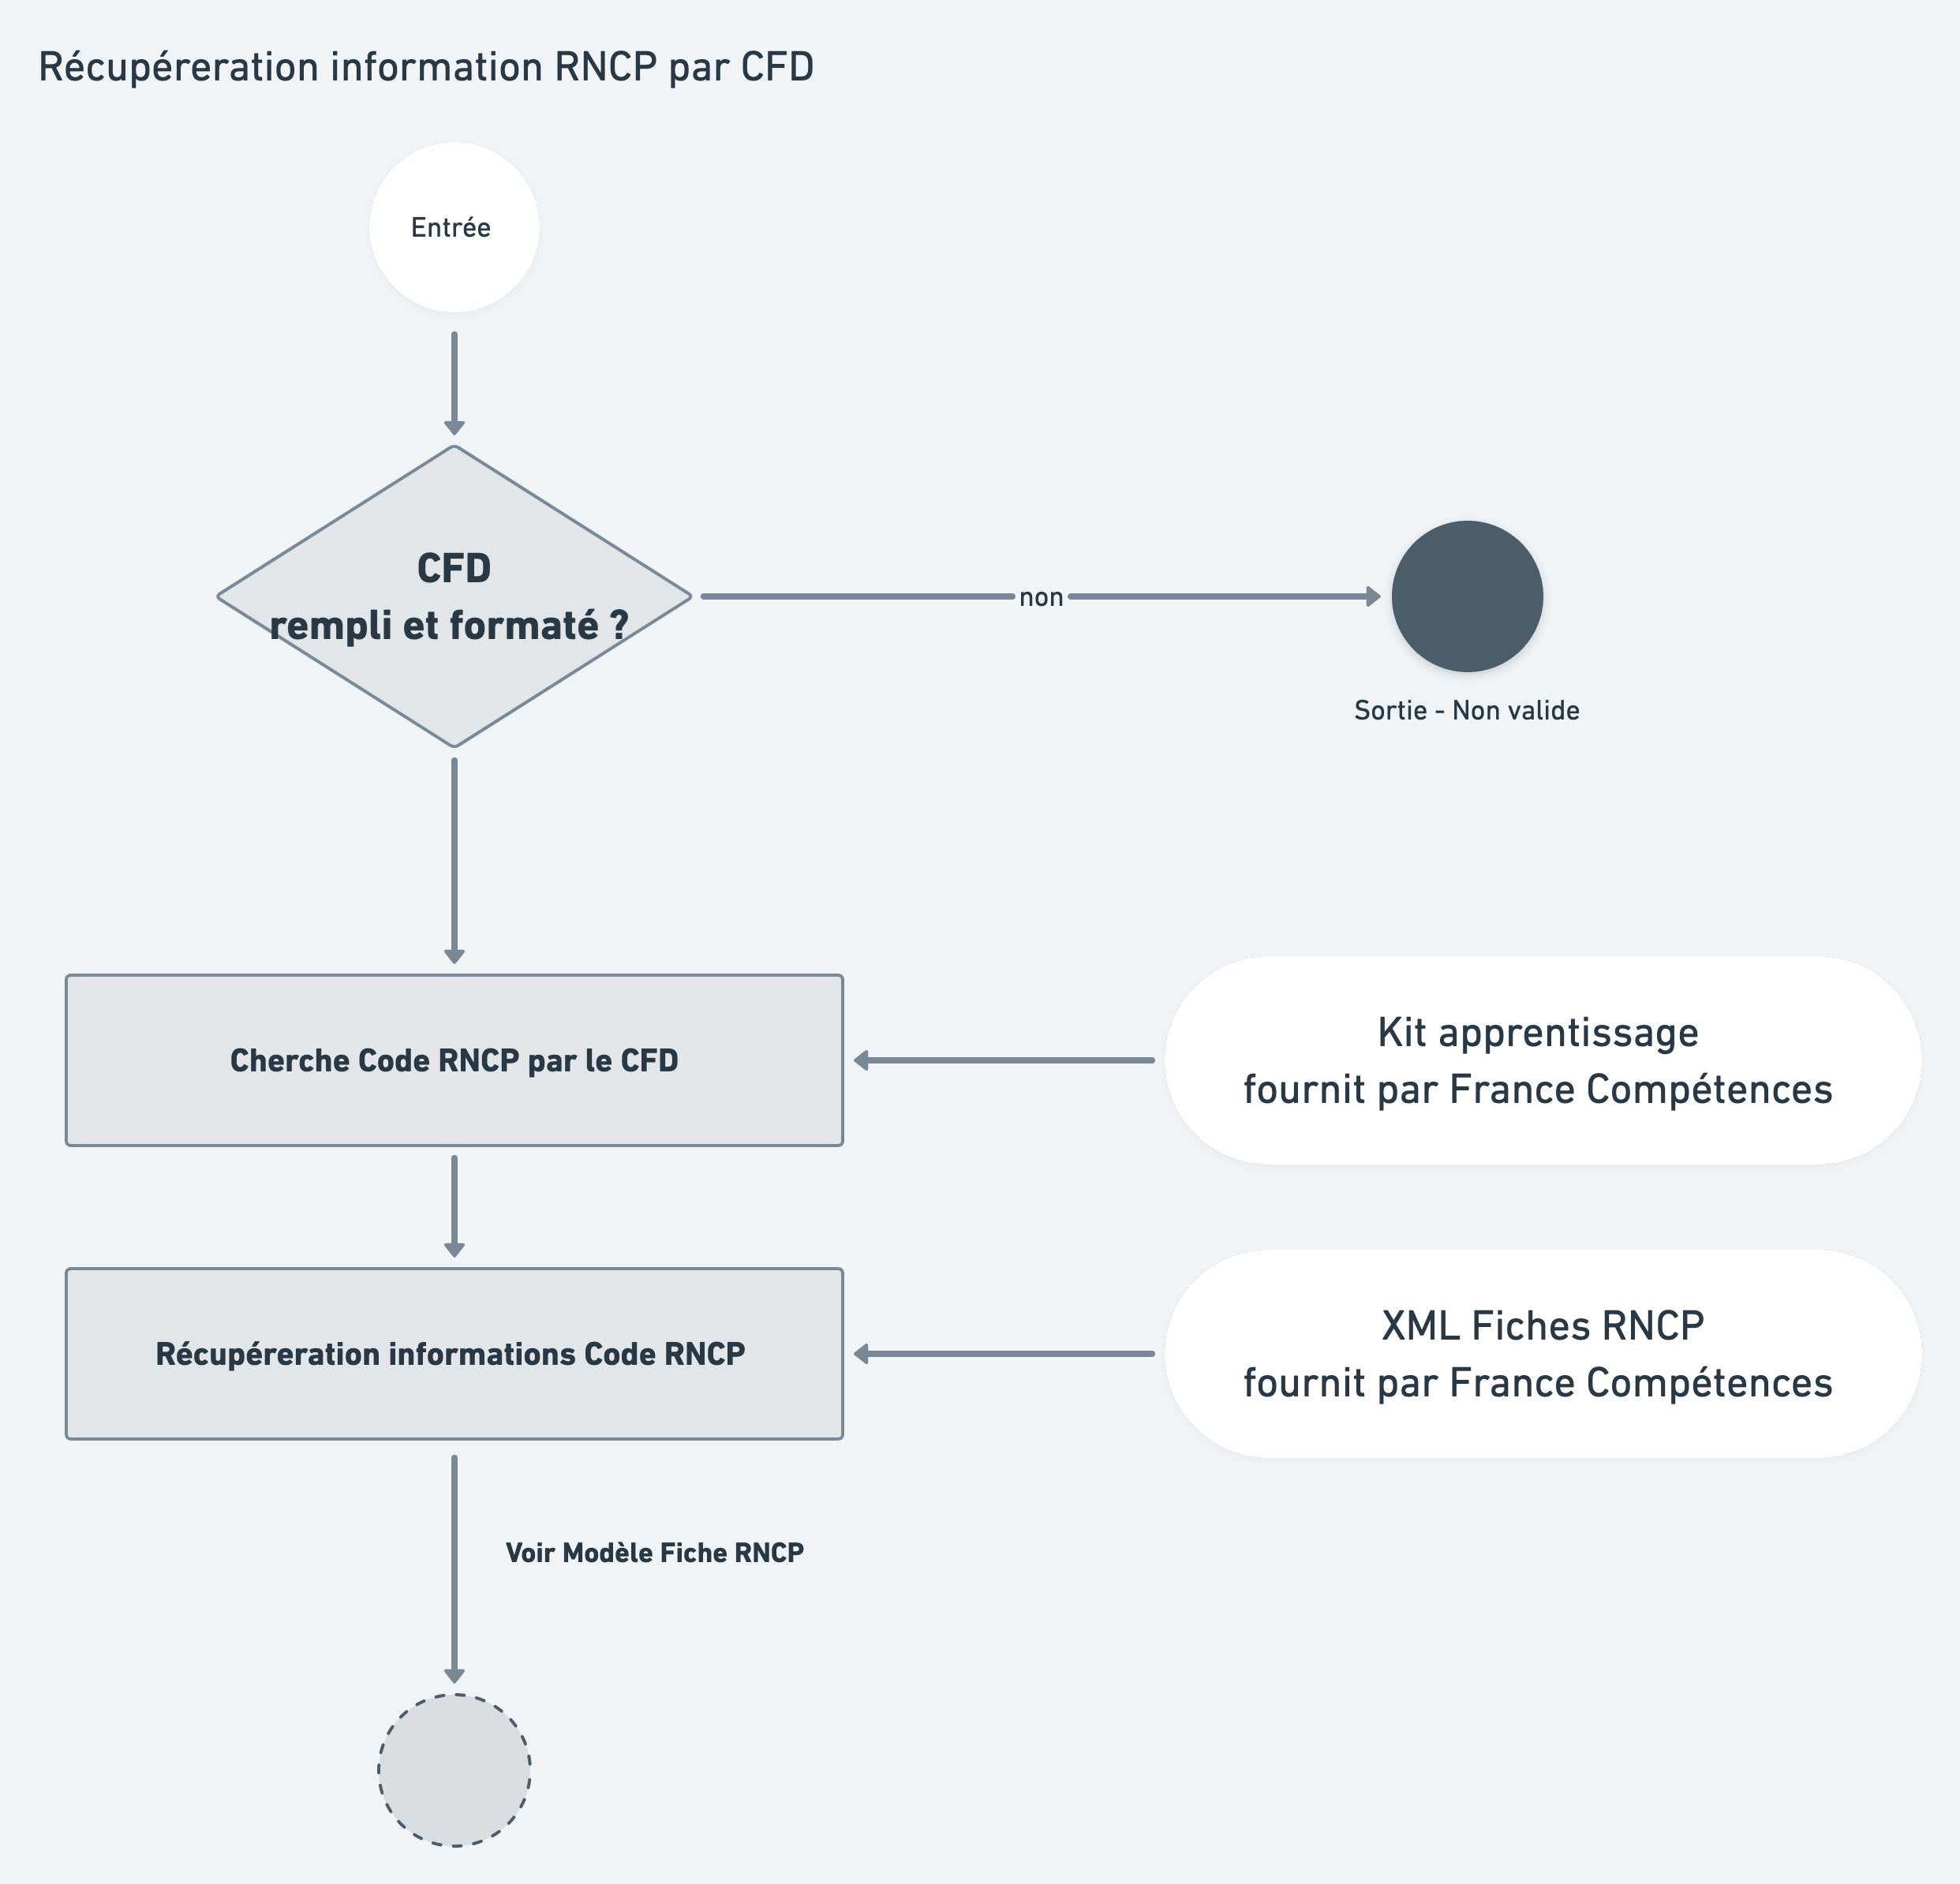 Récupéreration information RNCP par CFD
Entrée
CFD
rempli et formaté ?
non
Sortie - Non valide
Cherche Code RNCP par le CFD
Kit apprentissage
fournit par France Compétences
Récupéreration informations Code RNCP
XML Fiches RNCP
fournit par France Compétences
Voir Modèle Fiche RNCP